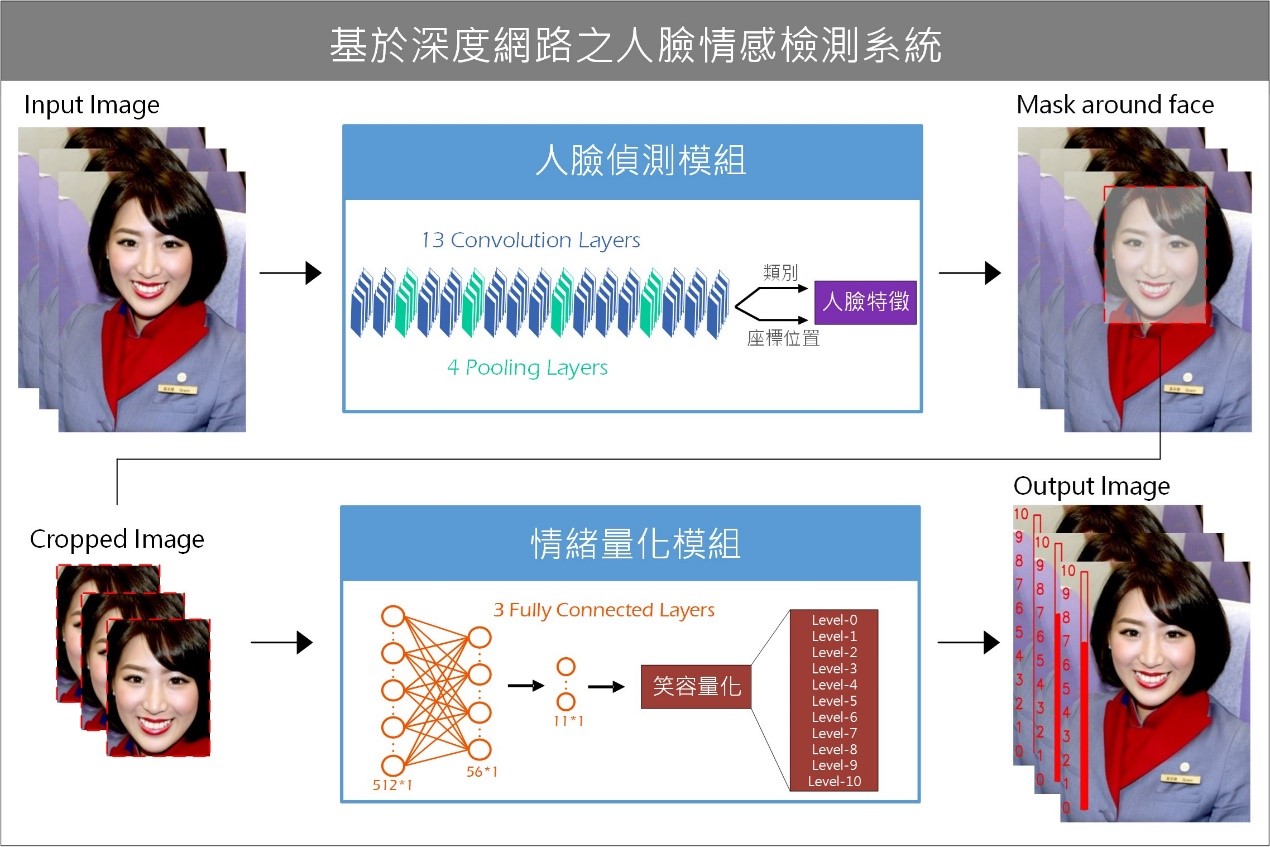 基於深度網路之人臉情感檢測系統
Input Image
人臉偵測模組
13 Convolution Layers
4 Pooling Layers
類別
座標位置
人臉特徵
Mask around face
Cropped Image
情緒量化模組
3 Fully Connected Layers
512*1
56*1
11*1
笑容量化
Level-0
Level-1
Level-2
Level-3
Level-4
Level-5
Level-6
Level-7
Level-8
Level-9
Level-10
Output Image
10
9
8
7
6
5
4
3
2
1
0
10
9
8
7
6
5
4
3
2
1
0
10
9
8
7
6
5
4
3
2
1
0